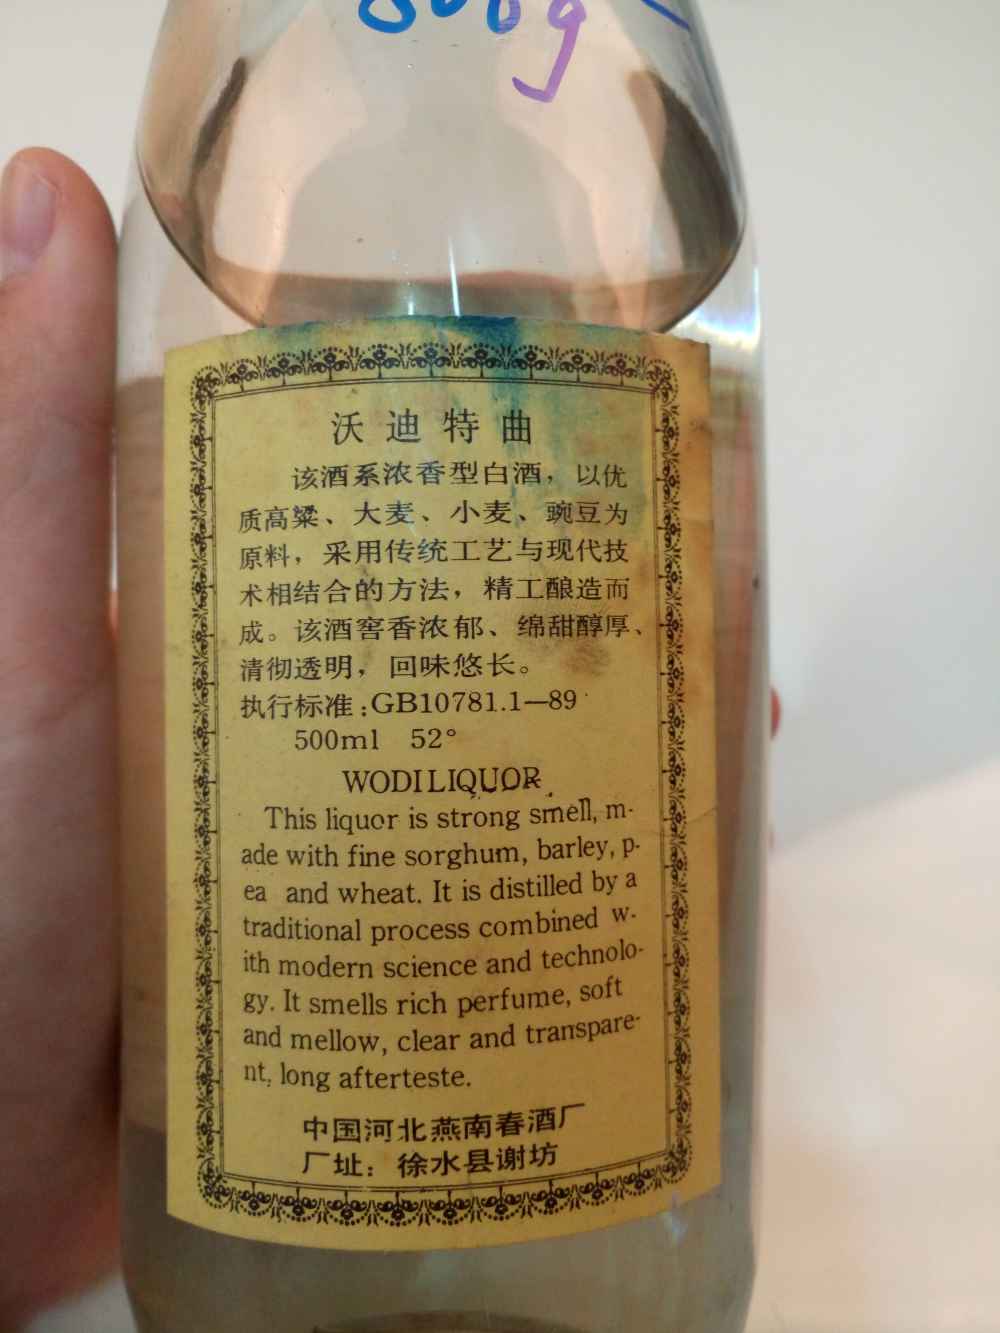 沃迪特曲
该酒系浓香型白酒，以优
质高粱、大麦、小麦、豌豆为
原料，采用传统工艺与现代技
术相结合的方法，精工酿造而
成。该酒窖香浓郁、绵甜醇厚、
清彻透明，回味悠长。
执行标准:GB10781.1—89
500ml 52°
WODI LIQUOR
This liquor is strong smell, m-
ade with fine sorghum, barley, p-
ea and wheat. It is distilled by a
traditional process combined w-
ith modern science and technolo-
gy. It smells rich perfume, soft
and mellow, clear and transpare-
nt, long afterteste.
中国河北燕南春酒厂
厂址：徐水县谢坊